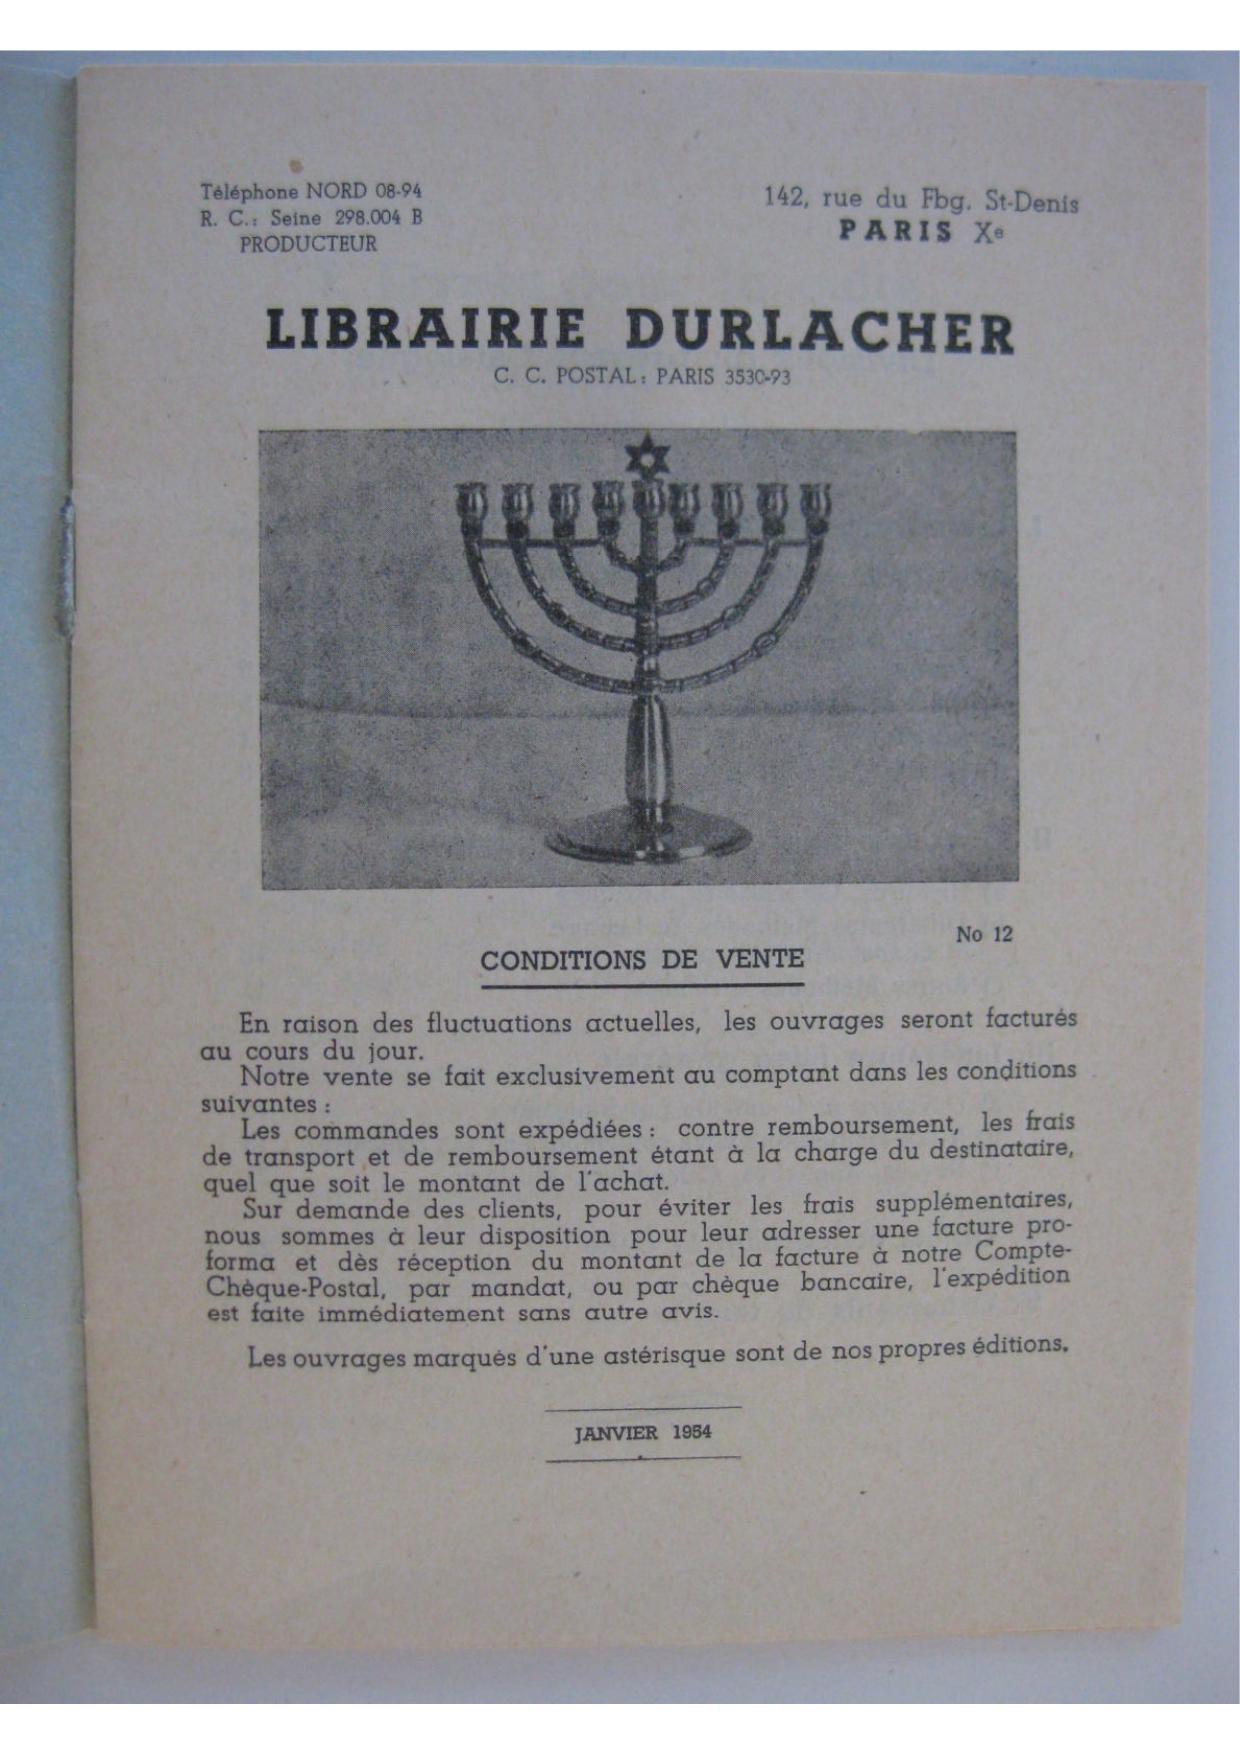 Téléphone NORD 08-94
R. C.: Seine 298.004 B
PRODUCTEUR
142, rue du Fbg. St-Denis
PARIS Xe
LIBRAIRIE DURLACHER
C. C. POSTAL: PARIS 3530-93
No 12
CONDITIONS DE VENTE
En raison des fluctuations actuelles, les ouvrages seront facturés
au cours du jour.
Notre vente se fait exclusivement au comptant dans les conditions
suivantes :
Les commandes sont expédiées : contre remboursement, les frais
de transport et de remboursement étant à la charge du destinataire,
quel que soit le montant de l'achat.
Sur demande des clients, pour éviter les frais supplémentaires,
nous sommes à leur disposition pour leur adresser une facture pro-
forma et dès réception du montant de la facture à notre Compte-
Chèque-Postal, par mandat, ou par chèque bancaire, l'expédition
est faite immédiatement sans autre avis.
Les ouvrages marqués d'une astérisque sont de nos propres éditions.
JANVIER 1954